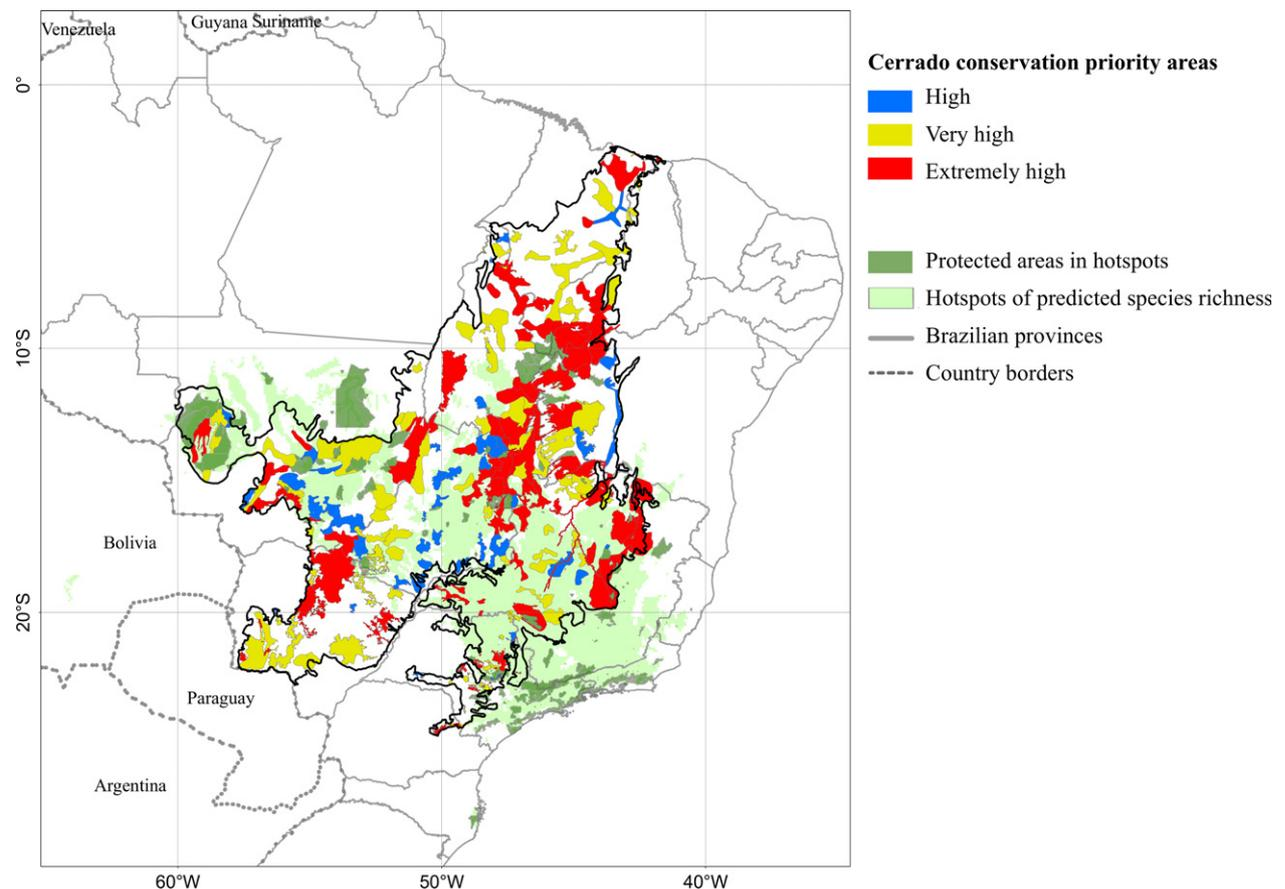 Venezuela
Guyana Suriname
Bolivia
Paraguay
Argentina
0°
10°S
20°S
60°W
50°W
40°W
Cerrado conservation priority areas
High
Very high
Extremely high
Protected areas in hotspots
Hotspots of predicted species richness
Brazilian provinces
Country borders